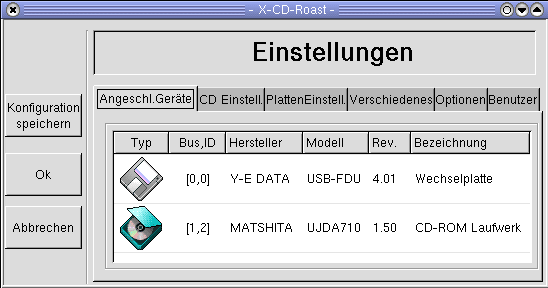 - X-CD-Roast -
Einstellungen
Konfiguration
speichern
Ok
Abbrechen
Angeschl.Geräte CD Einstell. PlattenEinstell. Verschiedenes Optionen Benutzer
Typ Bus,ID Hersteller Modell Rev. Bezeichnung
[0,0] Y-E DATA USB-FDU 4.01 Wechselplatte
[1,2] MATSHITA UJDA710 1.50 CD-ROM Laufwerk